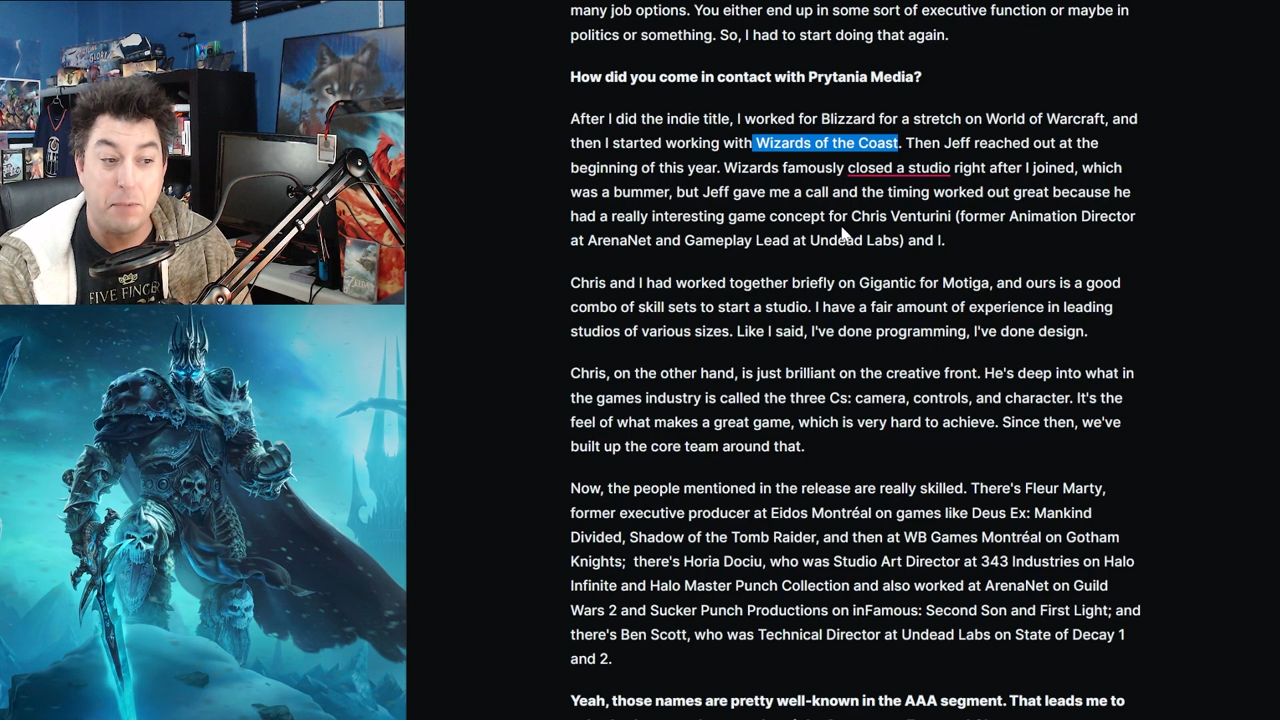 many job options. You either end up in some sort of executive function or maybe in
politics or something. So, I had to start doing that again.
How did you come in contact with Prytania Media?
After I did the indie title, I worked for Blizzard for a stretch on World of Warcraft, and
then I started working with Wizards of the Coast. Then Jeff reached out at the
beginning of this year. Wizards famously closed a studio right after I joined, which
was a bummer, but Jeff gave me a call and the timing worked out great because he
had a really interesting game concept for Chris Venturini (former Animation Director
at ArenaNet and Gameplay Lead at Undead Labs) and I.
Chris and I had worked together briefly on Gigantic for Motiga, and ours is a good
combo of skill sets to start a studio. I have a fair amount of experience in leading
studios of various sizes. Like I said, I've done programming, I've done design.
Chris, on the other hand, is just brilliant on the creative front. He's deep into what in
the games industry is called the three Cs: camera, controls, and character. It's the
feel of what makes a great game, which is very hard to achieve. Since then, we've
built up the core team around that.
Now, the people mentioned in the release are really skilled. There's Fleur Marty,
former executive producer at Eidos Montréal on games like Deus Ex: Mankind
Divided, Shadow of the Tomb Raider, and then at WB Games Montréal on Gotham
Knights;  there's Horia Dociu, who was Studio Art Director at 343 Industries on Halo
Infinite and Halo Master Punch Collection and also worked at ArenaNet on Guild
Wars 2 and Sucker Punch Productions on inFamous: Second Son and First Light; and
there's Ben Scott, who was Technical Director at Undead Labs on State of Decay 1
and 2.
Yeah, those names are pretty well-known in the AAA segment. That leads me to
GLORY
FIVE FINGER